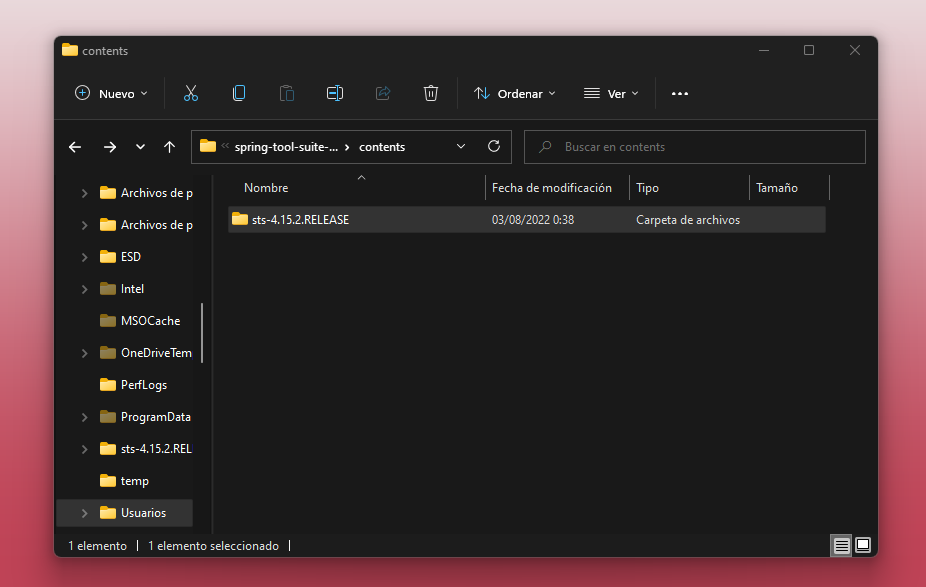 contents
Nuevo
Ordenar
Ver
« spring-tool-suite-... > contents
Buscar en contents
Nombre
Fecha de modificación
Tipo
Tamaño
sts-4.15.2.RELEASE
03/08/2022 0:38
Carpeta de archivos
Archivos de p
Archivos de p
ESD
Intel
MSOCache
OneDriveTem
PerfLogs
ProgramData
sts-4.15.2.REL
temp
Usuarios
1 elemento | 1 elemento seleccionado |